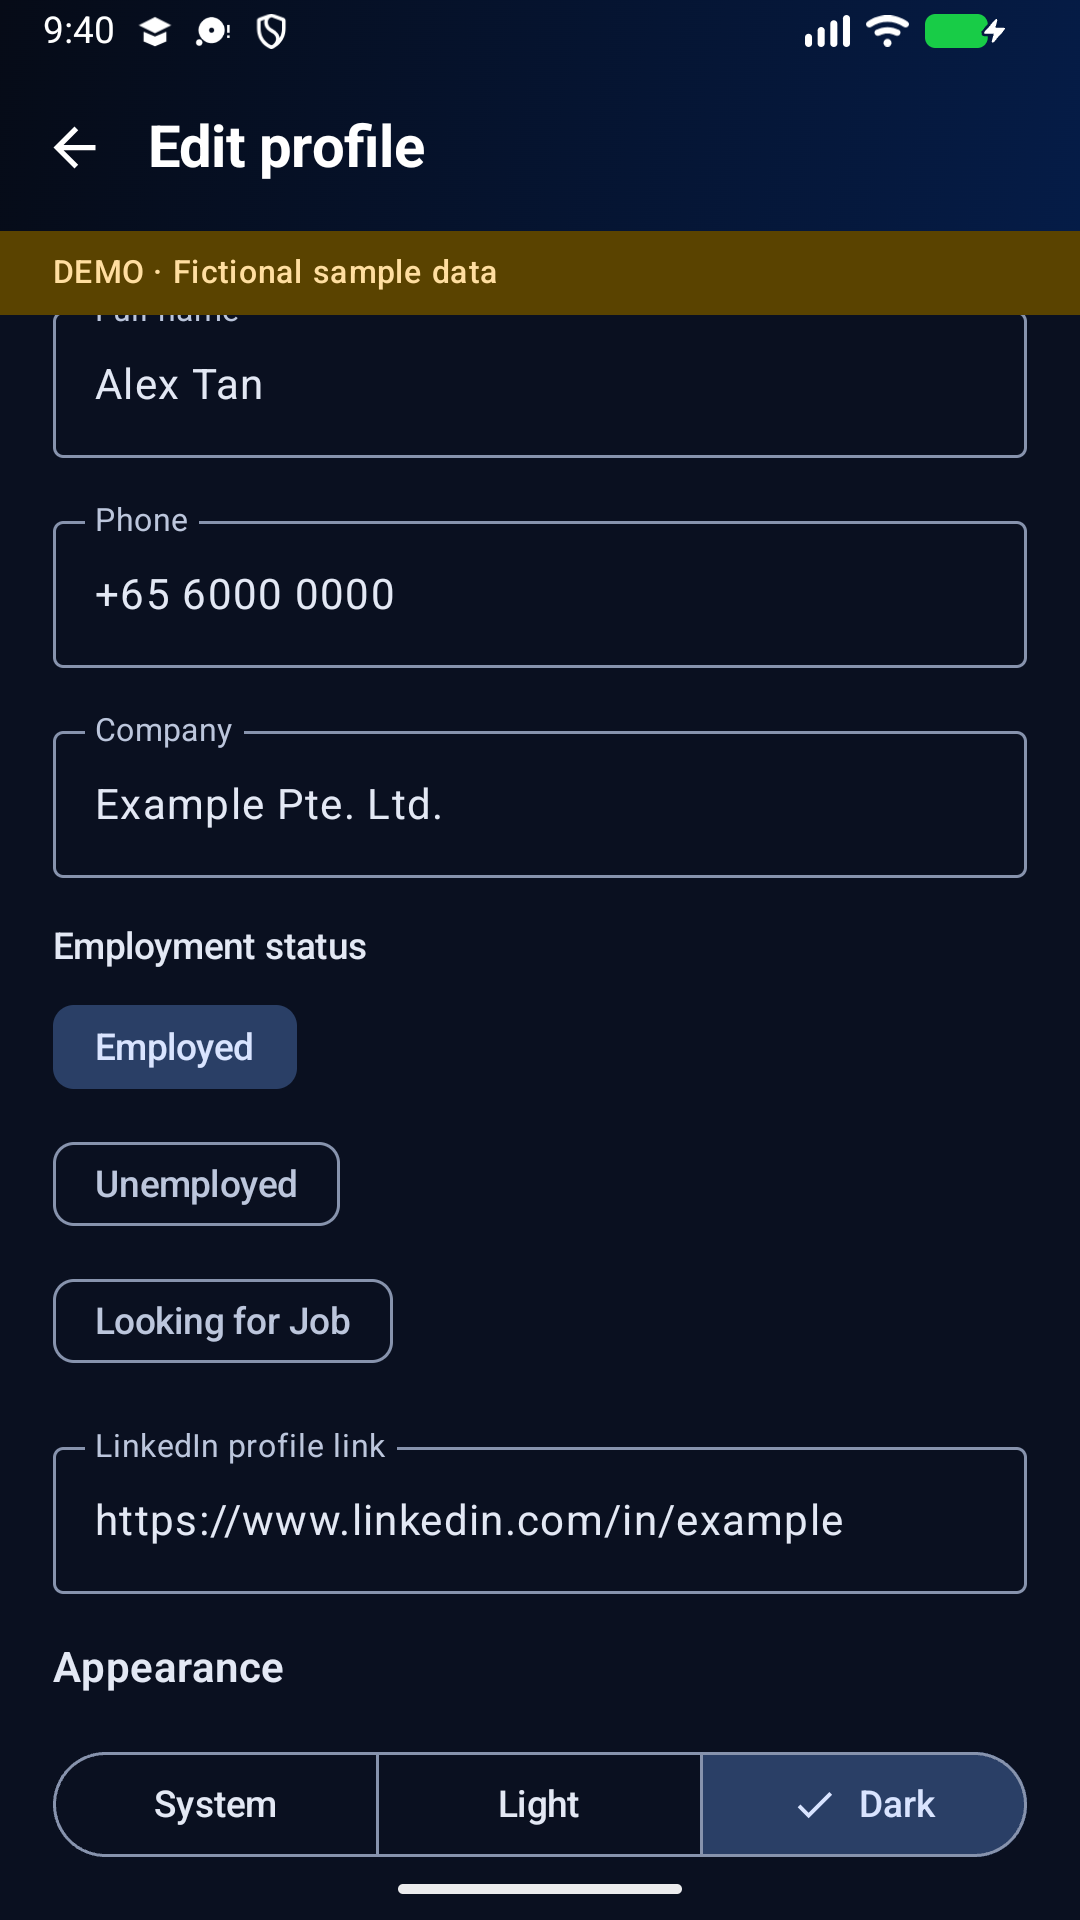 9:40
Edit profile
DEMO · Fictional sample data
Full name
Alex Tan
Phone
+65 6000 0000
Company
Example Pte. Ltd.
Employment status
Employed
Unemployed
Looking for Job
LinkedIn profile link
https://www.linkedin.com/in/example
Appearance
System
Light
Dark